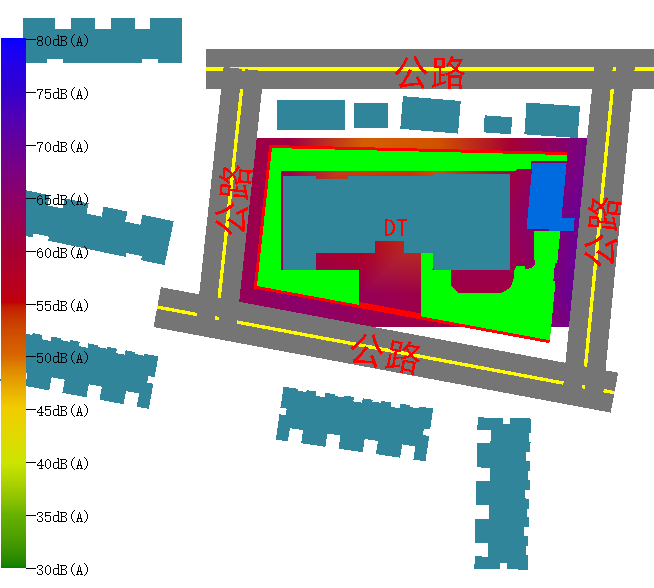 80dB(A)
75dB(A)
70dB(A)
65dB(A)
60dB(A)
55dB(A)
50dB(A)
45dB(A)
40dB(A)
35dB(A)
30dB(A)
公路
公路
公路
DT
公路